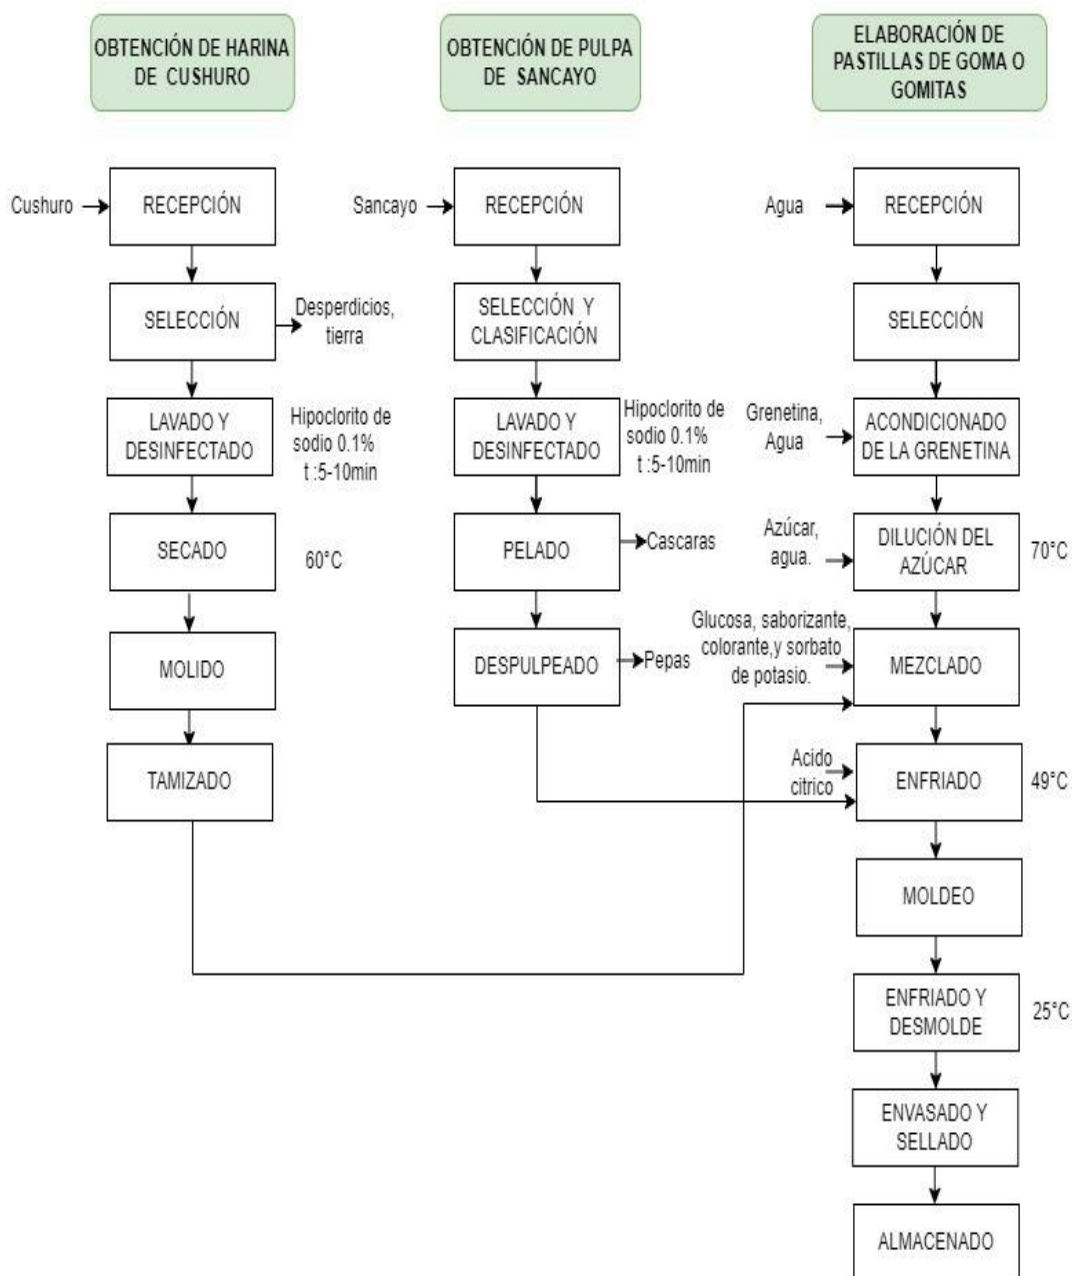 OBTENCIÓN DE HARINA
DE CUSHURO
OBTENCIÓN DE PULPA
DE SANCAYO
ELABORACIÓN DE
PASTILLAS DE GOMA O
GOMITAS
Cushuro
RECEPCIÓN
SELECCIÓN
Desperdicios,
tierra
LAVADO Y
DESINFECTADO
Hipoclorito de
sodio 0.1%
t :5-10min
SECADO
60°C
MOLIDO
TAMIZADO
Sancayo
RECEPCIÓN
SELECCIÓN Y
CLASIFICACIÓN
LAVADO Y
DESINFECTADO
Hipoclorito de
sodio 0.1%
t :5-10min
PELADO
Cascaras
DESPULPEADO
Pepas
Agua
RECEPCIÓN
SELECCIÓN
Grenetina,
Agua
ACONDICIONADO
DE LA GRENETINA
Azúcar,
agua.
DILUCIÓN DEL
AZÚCAR
70°C
Glucosa, saborizante,
colorante,y sorbato
de potasio.
MEZCLADO
Acido
citrico
ENFRIADO
49°C
MOLDEO
ENFRIADO Y
DESMOLDE
25°C
ENVASADO Y
SELLADO
ALMACENADO